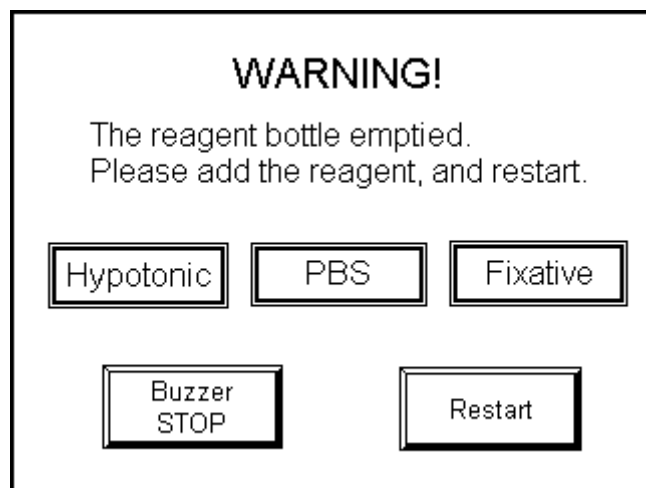 WARNING!
The reagent bottle emptied.
Please add the reagent, and restart.
Hypotonic
PBS
Fixative
Buzzer
STOP
Restart